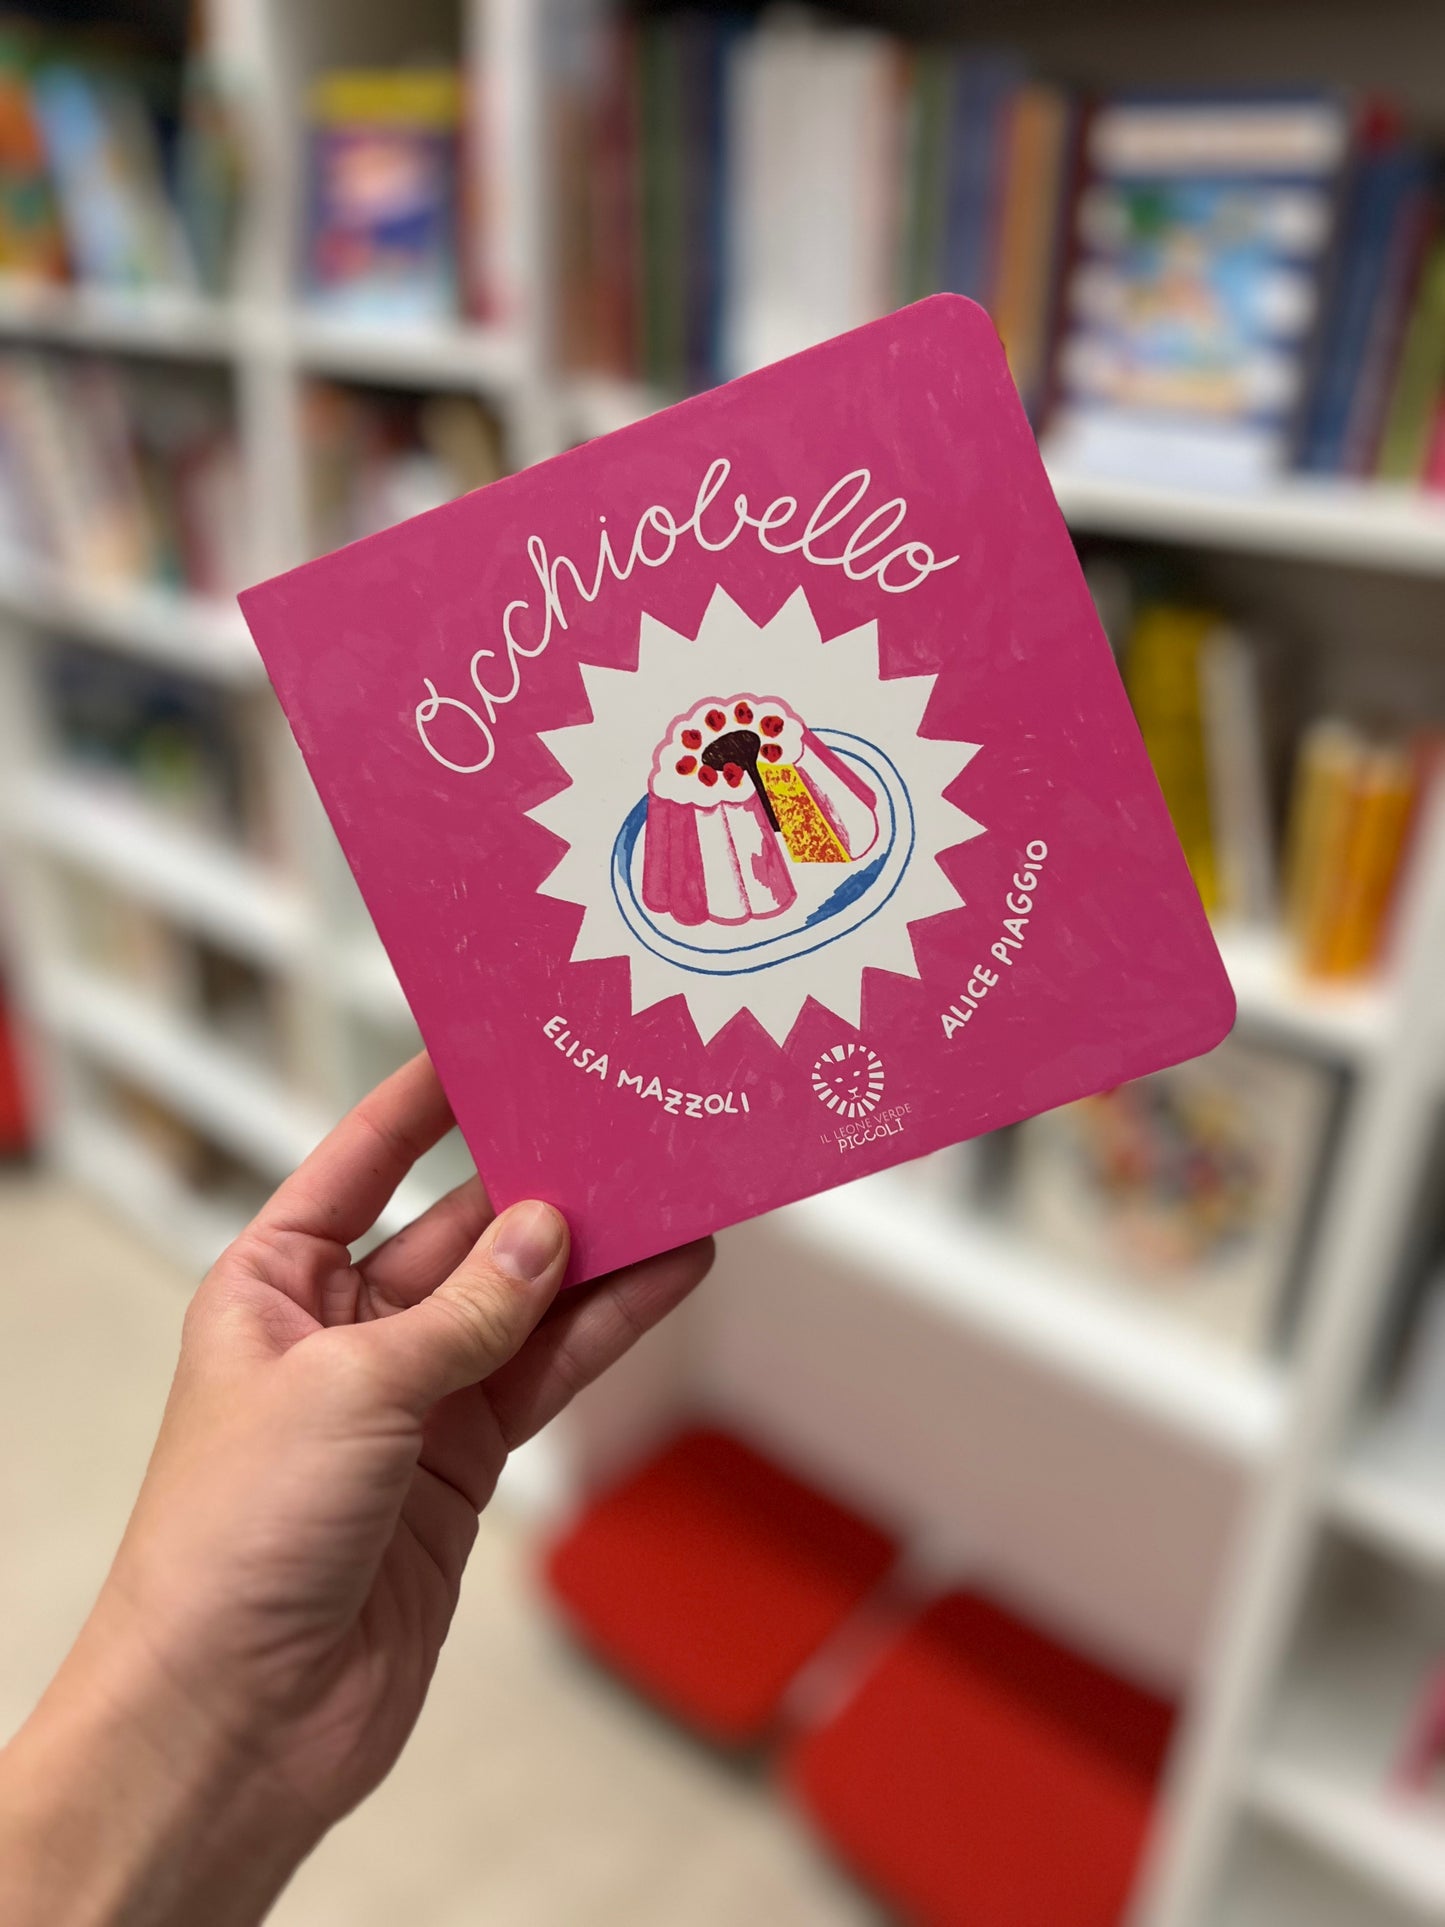 Occhiobello
ELISA MAZZOLI
ALICE PIAGGIO
IL LEONE VERDE
PICCOLI